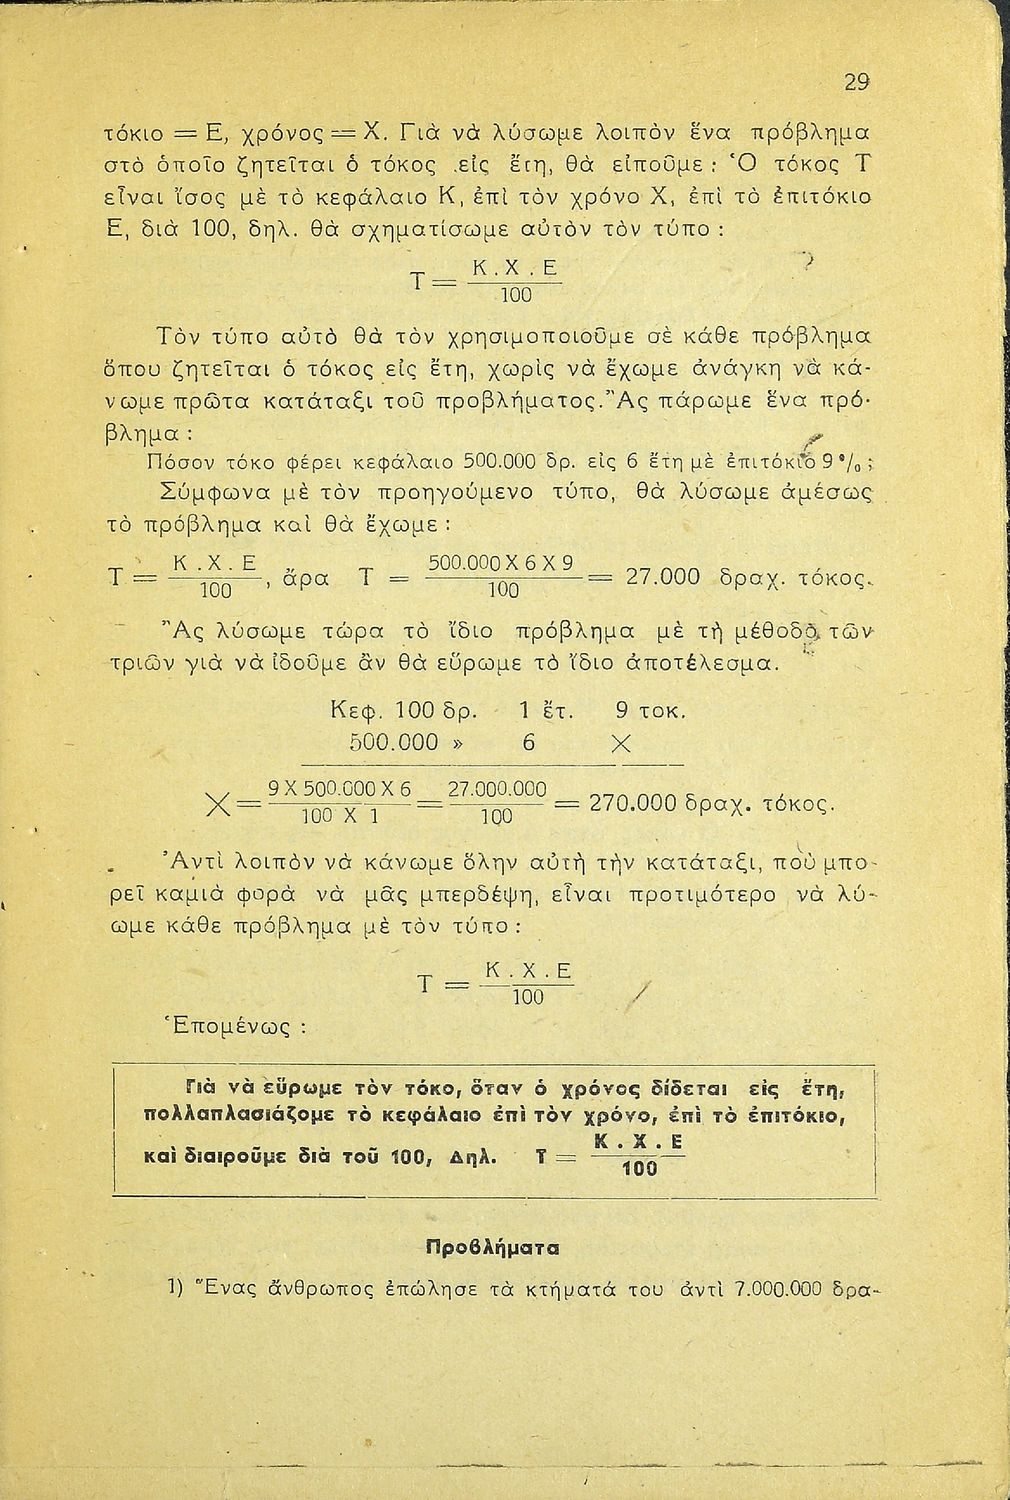 29
τόκιο = Ε, χρόνος = Χ. Γιὰ νὰ λύσωμε λοιπὸν ἕνα πρόβλημα
στὸ ὁποῖο ζητεῖται ὁ τόκος .εἰς ἔτη, θὰ εἰποῦμε : Ὁ τόκος Τ
εἶναι ἴσος μὲ τὸ κεφάλαιο Κ, ἐπὶ τὸν χρόνο Χ, ἐπὶ τὸ ἐπιτόκιο
Ε, διὰ 100, δηλ. θὰ σχηματίσωμε αὐτὸν τὸν τύπο :
Τ = Κ . Χ . Ε / 100
Τὸν τύπο αὐτὸ θὰ τὸν χρησιμοποιοῦμε σὲ κάθε πρόβλημα
ὅπου ζητεῖται ὁ τόκος εἰς ἔτη, χωρὶς νὰ ἔχωμε ἀνάγκη νὰ κά-
νωμε πρῶτα κατάταξι τοῦ προβλήματος. Ἂς πάρωμε ἕνα πρό-
βλημα :
Πόσον τόκο φέρει κεφάλαιο 500.000 δρ. εἰς 6 ἔτη μὲ ἐπιτόκιο 9 % ;
Σύμφωνα μὲ τὸν προηγούμενο τύπο, θὰ λύσωμε ἀμέσως
τὸ πρόβλημα καὶ θὰ ἔχωμε :
Τ = Κ . Χ . Ε / 100 , ἄρα Τ = 500.000 Χ 6 Χ 9 / 100 = 27.000 δραχ. τόκος.
Ἂς λύσωμε τώρα τὸ ἴδιο πρόβλημα μὲ τὴ μέθοδο τῶν
τριῶν γιὰ νὰ ἰδοῦμε ἂν θὰ εὕρωμε τὸ ἴδιο ἀποτέλεσμα.
Κεφ. 100 δρ. 1 ἔτ. 9 τοκ.
500.000 » 6 Χ
Χ = 9 Χ 500.000 Χ 6 / 100 Χ 1 = 27.000.000 / 100 = 270.000 δραχ. τόκος.
Ἀντὶ λοιπὸν νὰ κάνωμε ὅλην αὐτὴ τὴν κατάταξι, ποὺ μπο-
ρεῖ καμιὰ φορὰ νὰ μᾶς μπερδέψη, εἶναι προτιμότερο νὰ λύ-
ωμε κάθε πρόβλημα μὲ τὸν τύπο :
Τ = Κ . Χ . Ε / 100
Ἑπομένως :
Γιὰ νὰ εὕρωμε τὸν τόκο, ὅταν ὁ χρόνος δίδεται εἰς ἔτη,
πολλαπλασιάζομε τὸ κεφάλαιο ἐπὶ τὸν χρόνο, ἐπὶ τὸ ἐπιτόκιο,
καὶ διαιροῦμε διὰ τοῦ 100, Δηλ. Τ = Κ . Χ . Ε / 100
Προβλήματα
1) Ἕνας ἄνθρωπος ἐπώλησε τὰ κτήματά του ἀντὶ 7.000.000 δρα-